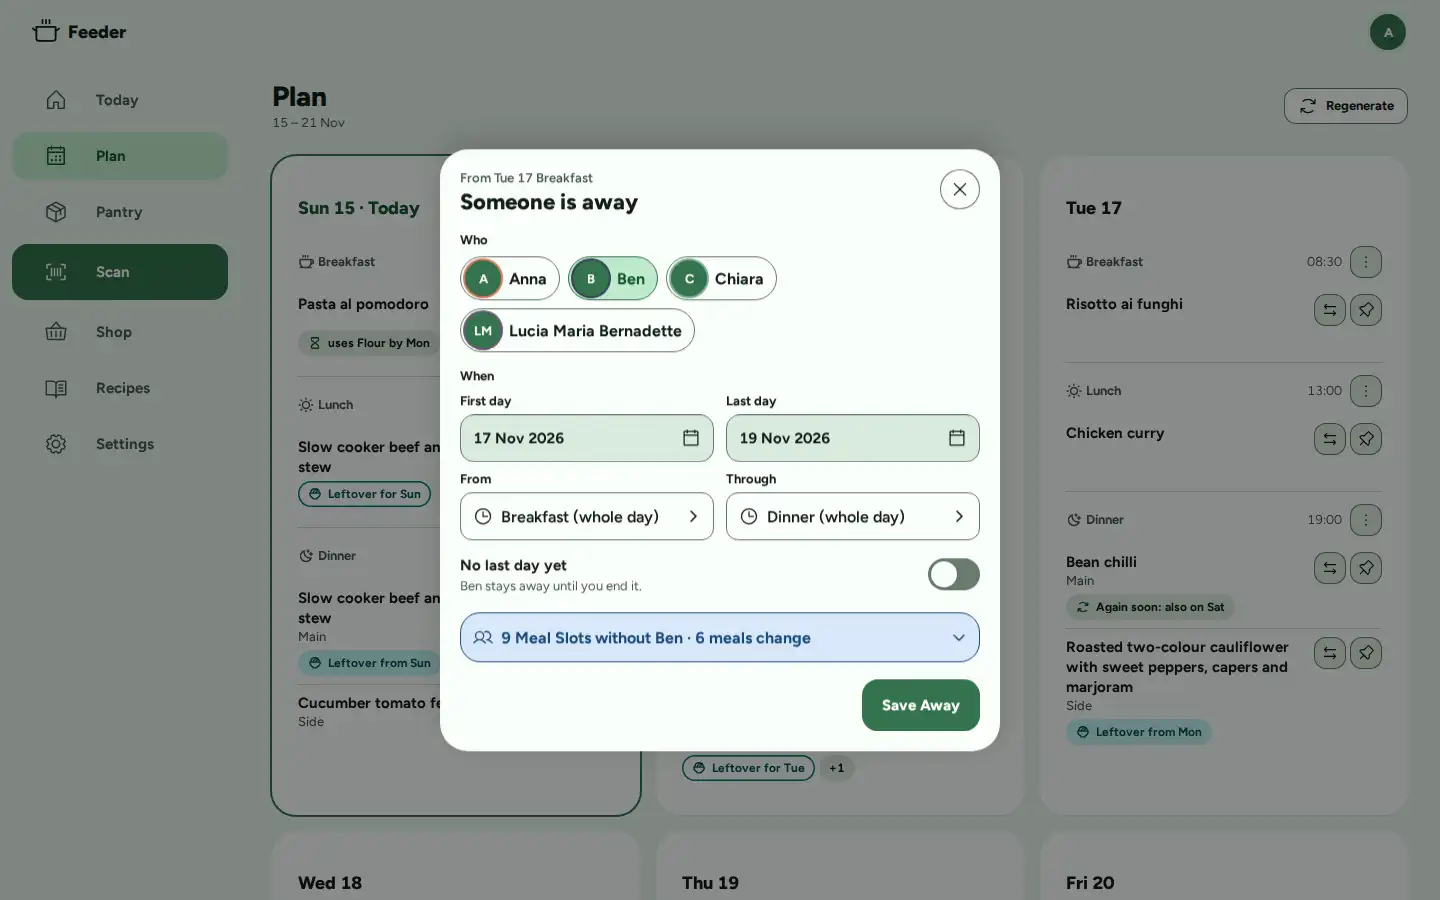 Feeder
A
Today
Plan
Pantry
Scan
Shop
Recipes
Settings
Plan
15 – 21 Nov
Regenerate
Sun 15 · Today
Breakfast
Pasta al pomodoro
uses Flour by Mon
Lunch
Slow cooker beef an
stew
Leftover for Sun
Dinner
Slow cooker beef an
stew
Main
Leftover from Sun
Cucumber tomato fe
Side
From Tue 17 Breakfast
Someone is away
Who
A Anna
B Ben
C Chiara
LM Lucia Maria Bernadette
When
First day
Last day
17 Nov 2026
19 Nov 2026
From
Through
Breakfast (whole day)
Dinner (whole day)
No last day yet
Ben stays away until you end it.
9 Meal Slots without Ben · 6 meals change
Save Away
Leftover for Tue
+1
Tue 17
Breakfast
08:30
Risotto ai funghi
Lunch
13:00
Chicken curry
Dinner
19:00
Bean chilli
Main
Again soon: also on Sat
Roasted two-colour cauliflower
with sweet peppers, capers and
marjoram
Side
Leftover from Mon
Wed 18
Thu 19
Fri 20